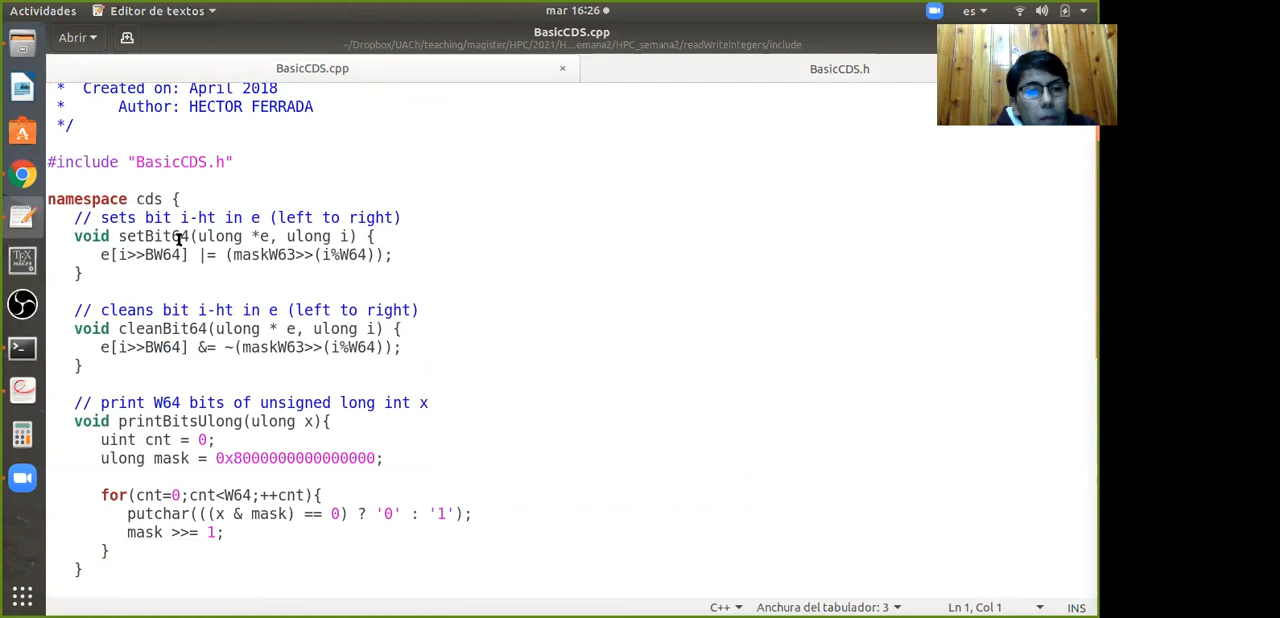 Actividades Editor de textos mar 16:26 es
Abrir BasicCDS.cpp
~/Dropbox/UACh/teaching/magister/HPC/2021/H…emana2/HPC_semana2/readWriteIntegers/include
BasicCDS.cpp × BasicCDS.h
* Created on: April 2018
* Author: HECTOR FERRADA
*/
#include "BasicCDS.h"
namespace cds {
// sets bit i-ht in e (left to right)
void setBit64(ulong *e, ulong i) {
e[i>>BW64] |= (maskW63>>(i%W64));
}
// cleans bit i-ht in e (left to right)
void cleanBit64(ulong * e, ulong i) {
e[i>>BW64] &= ~(maskW63>>(i%W64));
}
// print W64 bits of unsigned long int x
void printBitsUlong(ulong x){
uint cnt = 0;
ulong mask = 0x8000000000000000;
for(cnt=0;cnt<W64;++cnt){
putchar(((x & mask) == 0) ? '0' : '1');
mask >>= 1;
}
}
C++ Anchura del tabulador: 3 Ln 1, Col 1 INS